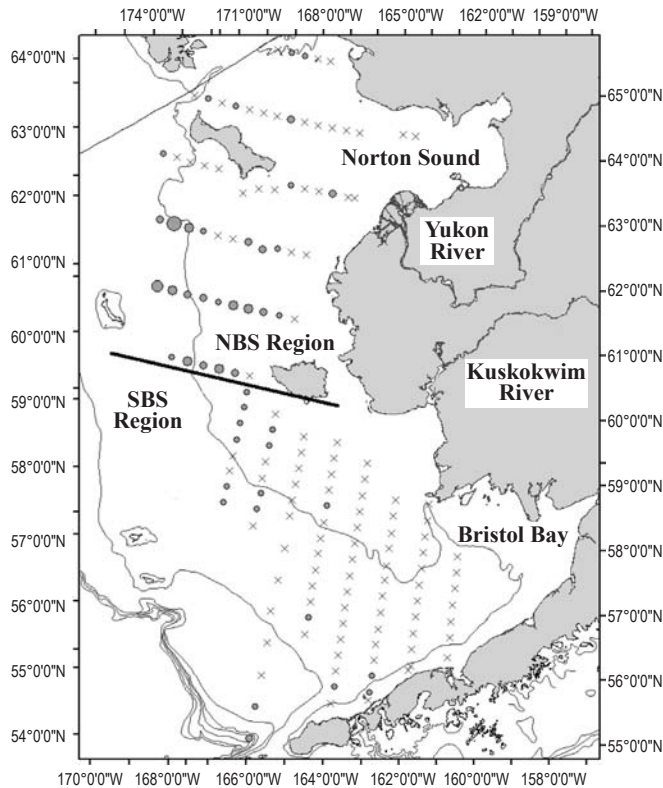 174°0'0"W 171°0'0"W 168°0'0"W 165°0'0"W 162°0'0"W 159°0'0"W
64°0'0"N
65°0'0"N
63°0'0"N
Norton Sound
64°0'0"N
62°0'0"N
Yukon
River
63°0'0"N
61°0'0"N
62°0'0"N
60°0'0"N
NBS Region
61°0'0"N
Kuskokwim
River
SBS
Region
59°0'0"N
60°0'0"N
58°0'0"N
59°0'0"N
Bristol Bay
57°0'0"N
58°0'0"N
56°0'0"N
57°0'0"N
55°0'0"N
56°0'0"N
54°0'0"N
55°0'0"N
170°0'0"W 168°0'0"W 166°0'0"W 164°0'0"W 162°0'0"W 160°0'0"W 158°0'0"W